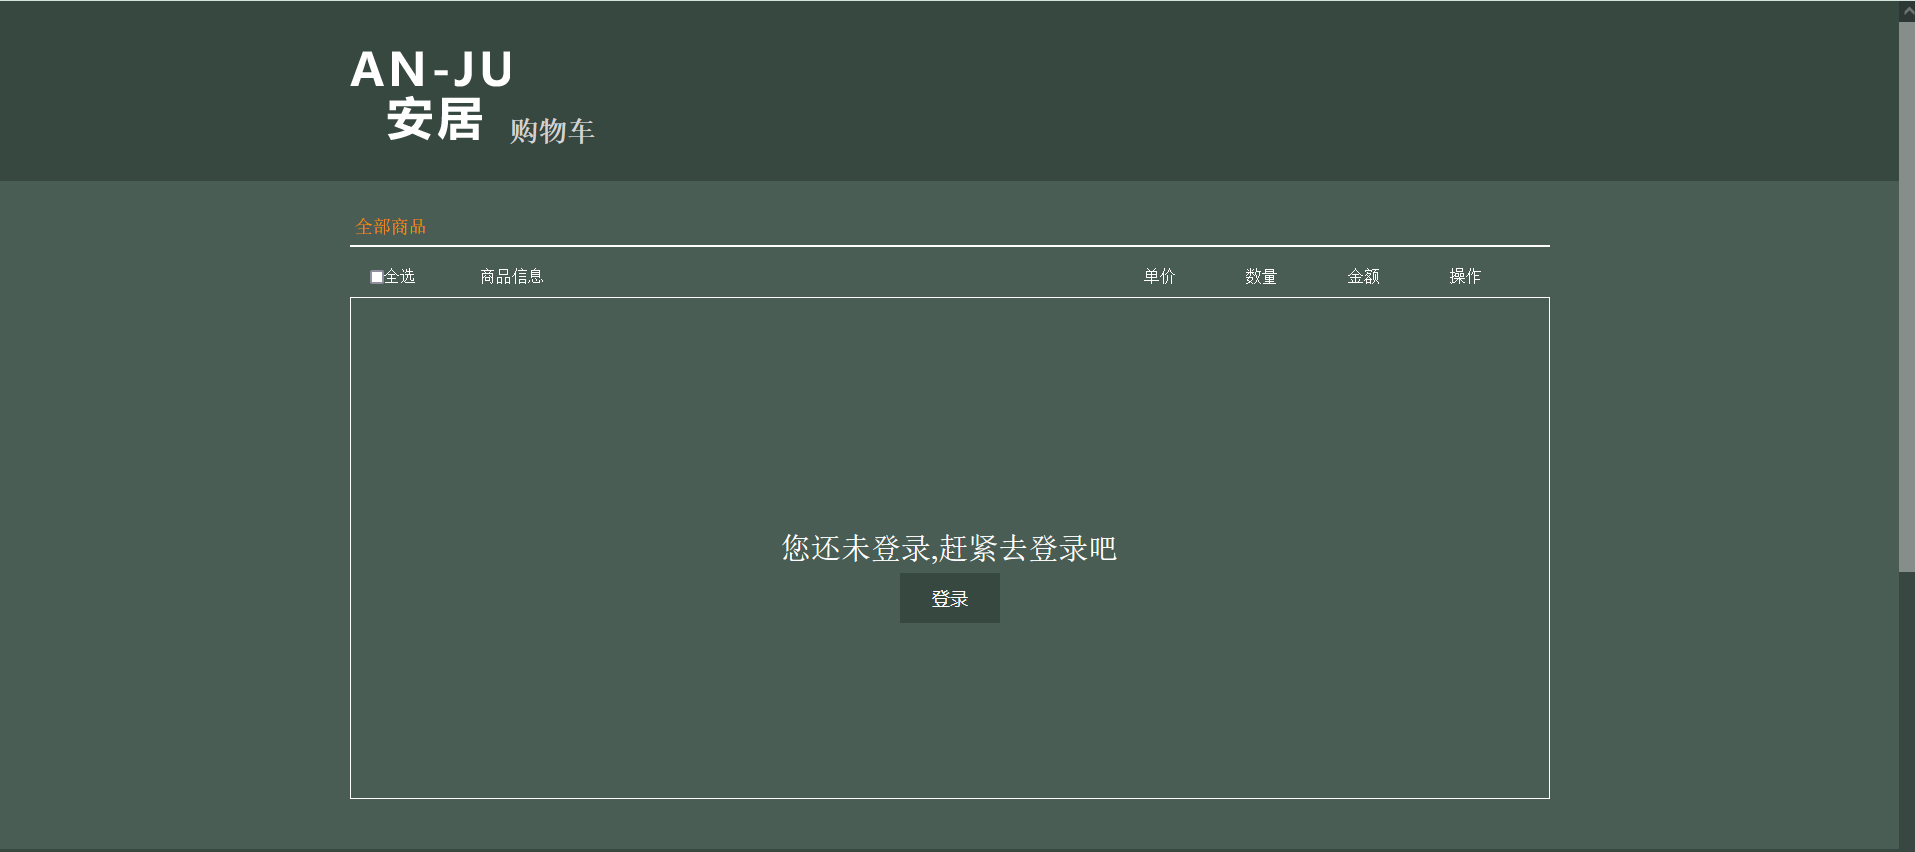 AN-JU
安居 购物车
全部商品
全选 商品信息 单价 数量 金额 操作
您还未登录,赶紧去登录吧
登录